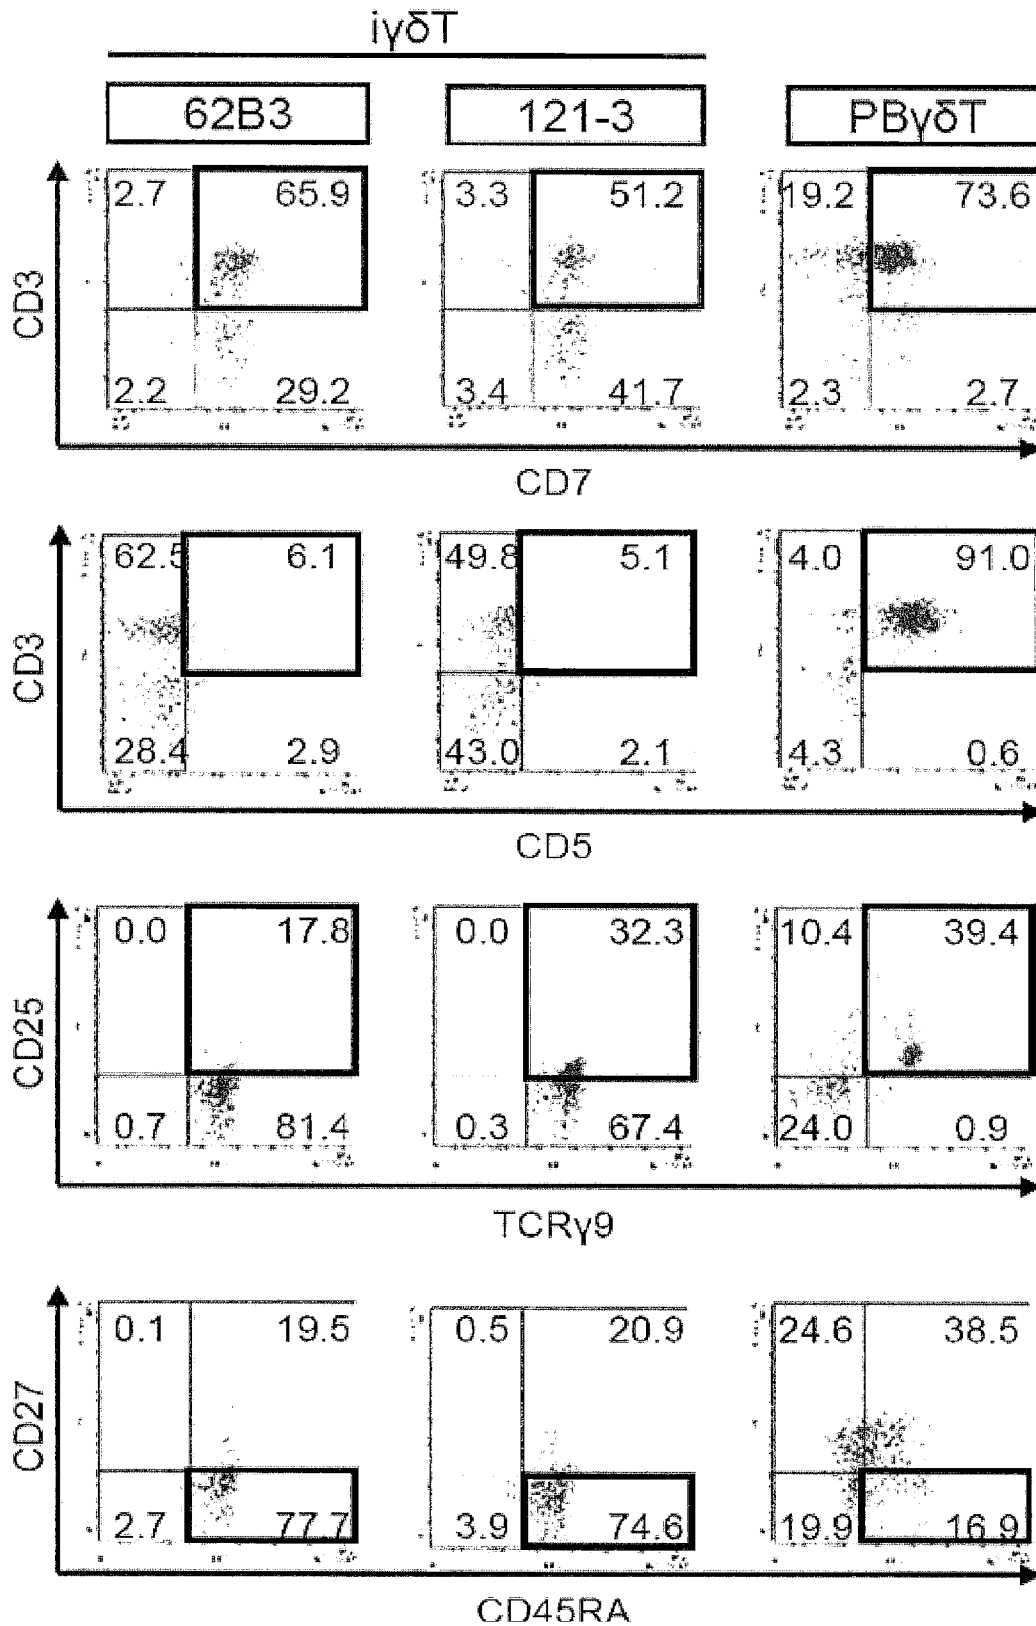 iγδT
62B3 121-3 PBγδT
CD3
2.7 65.9 3.3 51.2 19.2 73.6
2.2 29.2 3.4 41.7 2.3 2.7
CD7
CD3
62.5 6.1 49.8 5.1 4.0 91.0
28.4 2.9 43.0 2.1 4.3 0.6
CD5
CD25
0.0 17.8 0.0 32.3 10.4 39.4
0.7 81.4 0.3 67.4 24.0 0.9
TCRγ9
CD27
0.1 19.5 0.5 20.9 24.6 38.5
2.7 77.7 3.9 74.6 19.9 16.9
CD45RA